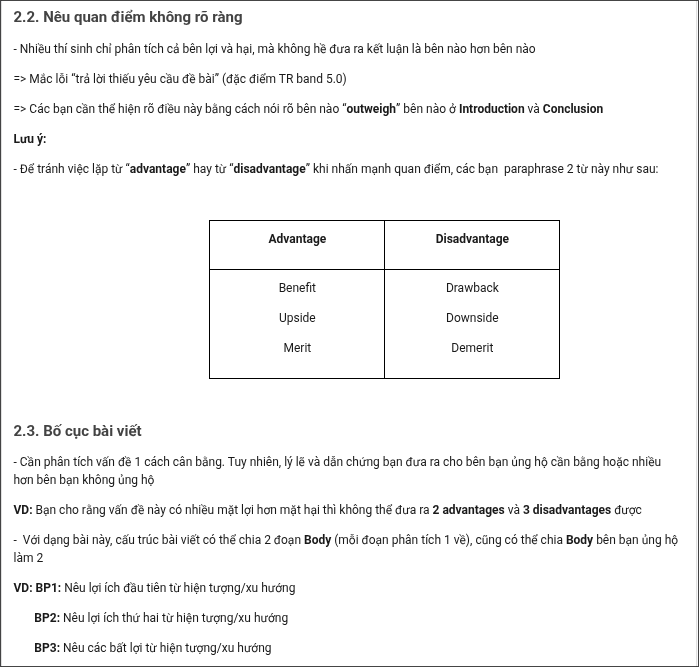 2.2. Nêu quan điểm không rõ ràng
- Nhiều thí sinh chỉ phân tích cả bên lợi và hại, mà không hề đưa ra kết luận là bên nào hơn bên nào
=> Mắc lỗi “trả lời thiếu yêu cầu đề bài” (đặc điểm TR band 5.0)
=> Các bạn cần thể hiện rõ điều này bằng cách nói rõ bên nào “outweigh” bên nào ở Introduction và Conclusion
Lưu ý:
- Để tránh việc lặp từ “advantage” hay từ “disadvantage” khi nhấn mạnh quan điểm, các bạn paraphrase 2 từ này như sau:
Advantage Disadvantage
Benefit Drawback
Upside Downside
Merit Demerit
2.3. Bố cục bài viết
- Cần phân tích vấn đề 1 cách cân bằng. Tuy nhiên, lý lẽ và dẫn chứng bạn đưa ra cho bên bạn ủng hộ cần bằng hoặc nhiều
hơn bên bạn không ủng hộ
VD: Bạn cho rằng vấn đề này có nhiều mặt lợi hơn mặt hại thì không thể đưa ra 2 advantages và 3 disadvantages được
- Với dạng bài này, cấu trúc bài viết có thể chia 2 đoạn Body (mỗi đoạn phân tích 1 vế), cũng có thể chia Body bên bạn ủng hộ
làm 2
VD: BP1: Nêu lợi ích đầu tiên từ hiện tượng/xu hướng
BP2: Nêu lợi ích thứ hai từ hiện tượng/xu hướng
BP3: Nêu các bất lợi từ hiện tượng/xu hướng